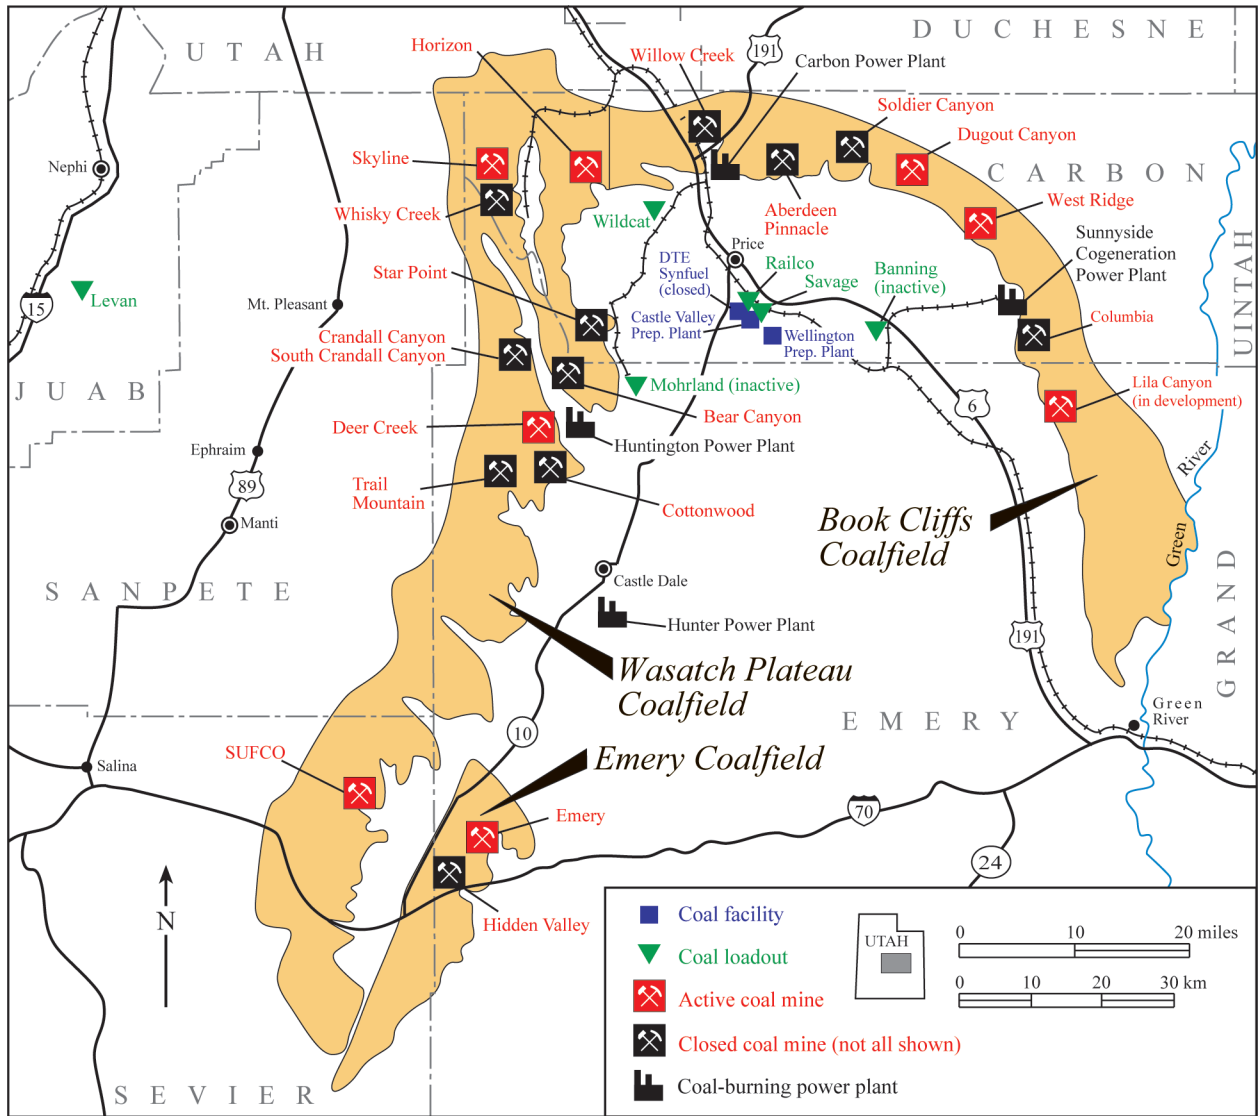 DUCHESNE
UTAH
Horizon
Willow Creek
191
Carbon Power Plant
Soldier Canyon
Dugout Canyon
CARBON
Skyline
Nephi
Whisky Creek
Wildcat
Aberdeen
Pinnacle
West Ridge
Sunnyside
Cogeneration
Power Plant
UINTAH
Star Point
Price
DTE
Synfuel
(closed)
Railco
Savage
Banning
(inactive)
Levan
15
Mt. Pleasant
Castle Valley
Prep. Plant
Wellington
Prep. Plant
Columbia
Crandall Canyon
South Crandall Canyon
JUAB
Mohrland (inactive)
Bear Canyon
6
Lila Canyon
(in development)
Deer Creek
Huntington Power Plant
Ephraim
89
Trail
Mountain
Cottonwood
River
Green
Manti
Book Cliffs
Coalfield
SANPETE
Castle Dale
GRAND
Hunter Power Plant
191
Wasatch Plateau
Coalfield
Green
River
EMERY
10
SUFCO
Emery Coalfield
Salina
Emery
70
24
Hidden Valley
N
SEVIER
Coal facility
Coal loadout
Active coal mine
Closed coal mine (not all shown)
Coal-burning power plant
UTAH
0 10 20 miles
0 10 20 30 km